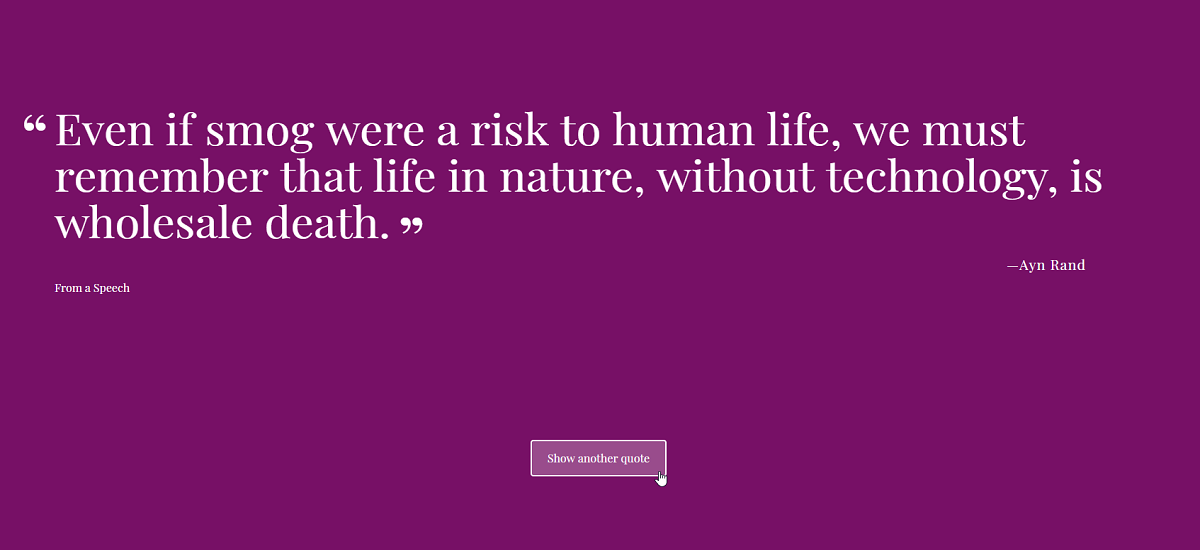 “ Even if smog were a risk to human life, we must
remember that life in nature, without technology, is
wholesale death. ”
—Ayn Rand
From a Speech
Show another quote